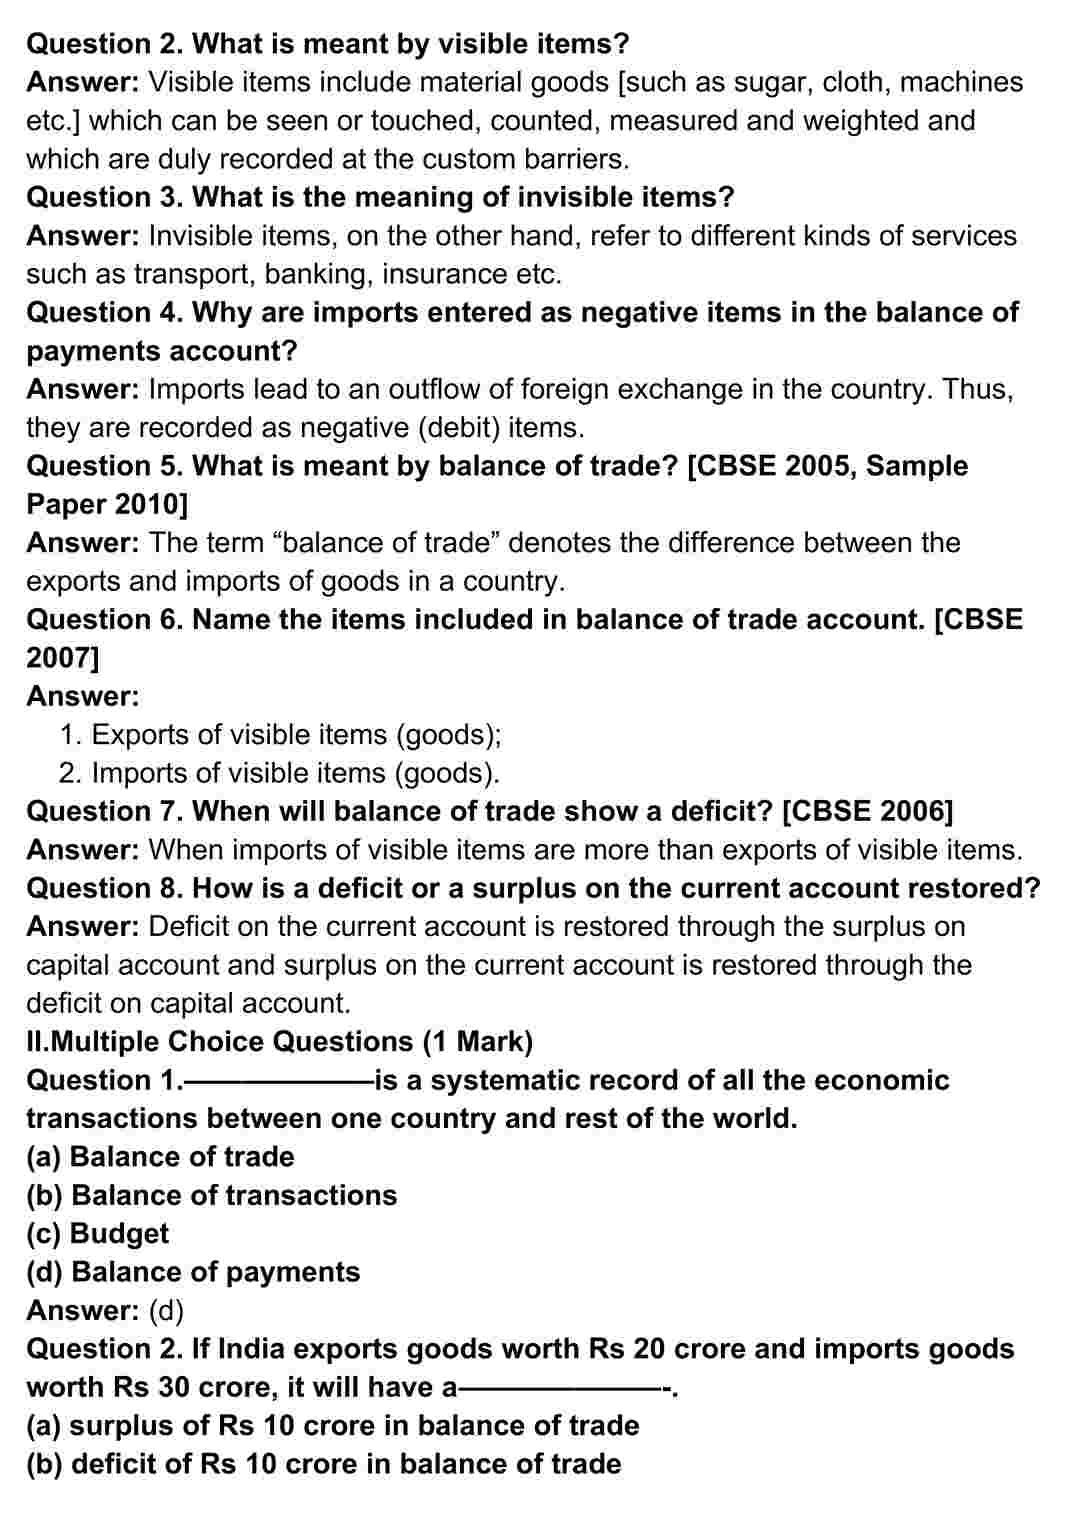 Question 2. What is meant by visible items?
Answer: Visible items include material goods [such as sugar, cloth, machines
etc.] which can be seen or touched, counted, measured and weighted and
which are duly recorded at the custom barriers.
Question 3. What is the meaning of invisible items?
Answer: Invisible items, on the other hand, refer to different kinds of services
such as transport, banking, insurance etc.
Question 4. Why are imports entered as negative items in the balance of
payments account?
Answer: Imports lead to an outflow of foreign exchange in the country. Thus,
they are recorded as negative (debit) items.
Question 5. What is meant by balance of trade? [CBSE 2005, Sample
Paper 2010]
Answer: The term “balance of trade” denotes the difference between the
exports and imports of goods in a country.
Question 6. Name the items included in balance of trade account. [CBSE
2007]
Answer:
1. Exports of visible items (goods);
2. Imports of visible items (goods).
Question 7. When will balance of trade show a deficit? [CBSE 2006]
Answer: When imports of visible items are more than exports of visible items.
Question 8. How is a deficit or a surplus on the current account restored?
Answer: Deficit on the current account is restored through the surplus on
capital account and surplus on the current account is restored through the
deficit on capital account.
II.Multiple Choice Questions (1 Mark)
Question 1.——————–is a systematic record of all the economic
transactions between one country and rest of the world.
(a) Balance of trade
(b) Balance of transactions
(c) Budget
(d) Balance of payments
Answer: (d)
Question 2. If India exports goods worth Rs 20 crore and imports goods
worth Rs 30 crore, it will have a———————-.
(a) surplus of Rs 10 crore in balance of trade
(b) deficit of Rs 10 crore in balance of trade